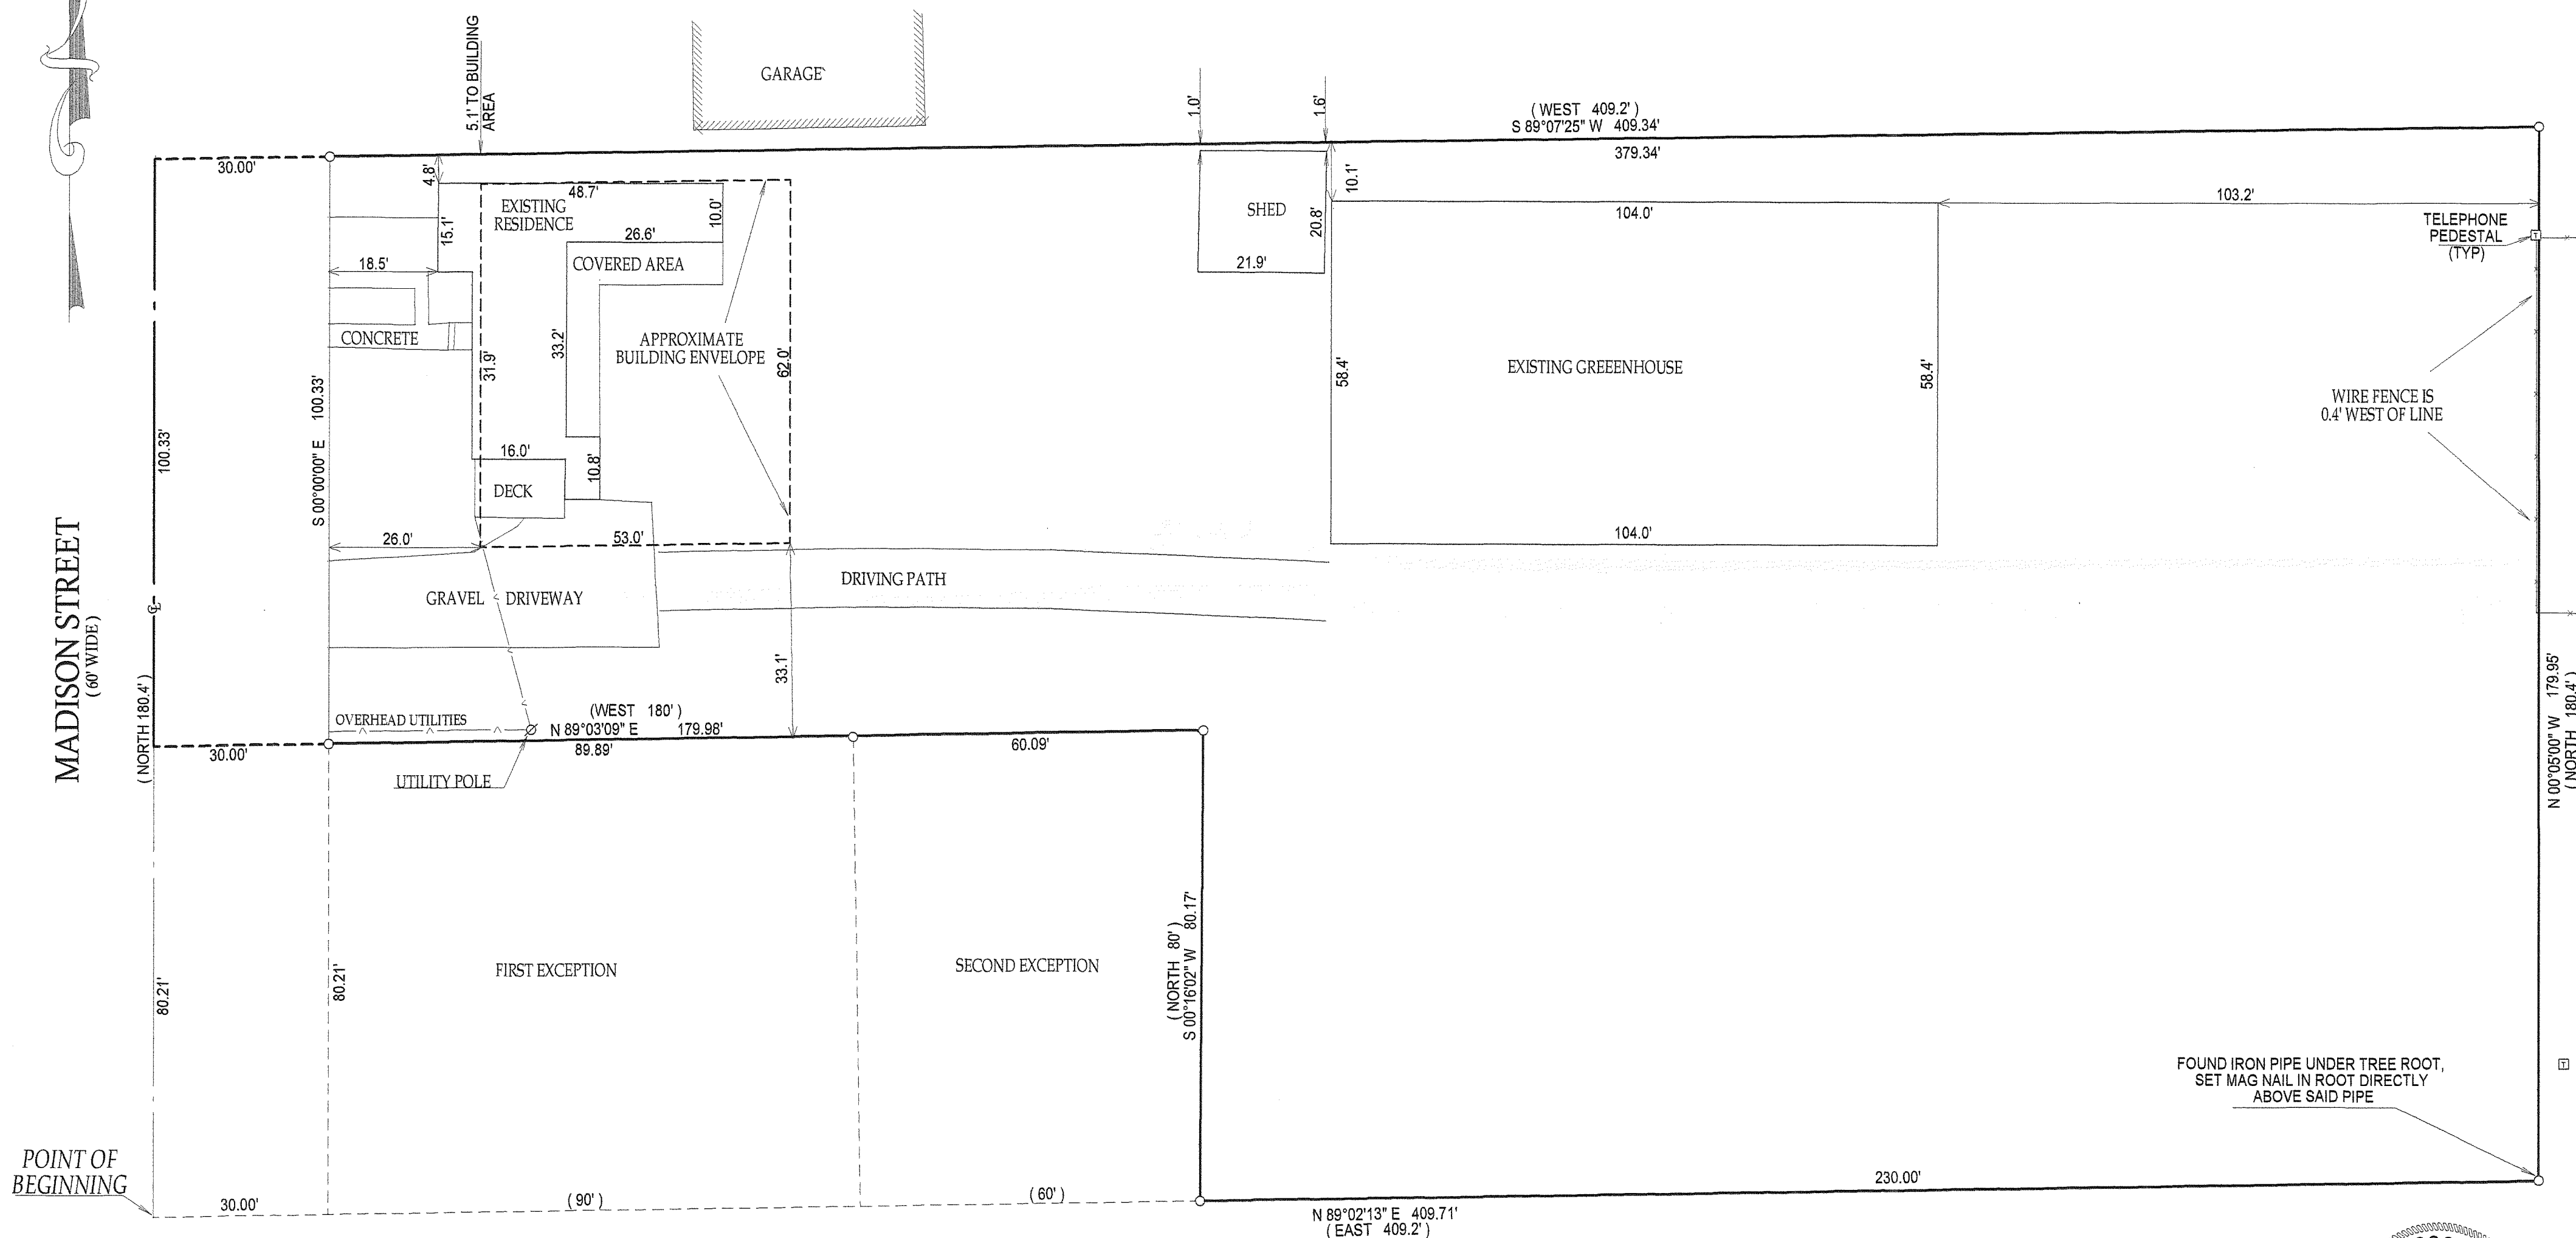 5.1' TO BUILDING
AREA
GARAGE
1.0'
1.6'
( WEST 409.2' )
S 89°07'25" W 409.34'
379.34'
30.00'
4.8'
48.7'
EXISTING
RESIDENCE
15.1'
10.0'
26.6'
COVERED AREA
18.5'
CONCRETE
31.9'
33.2'
APPROXIMATE
BUILDING ENVELOPE
62.0'
16.0'
10.8'
DECK
26.0'
53.0'
SHED
20.8'
21.9'
10.1'
104.0'
103.2'
TELEPHONE
PEDESTAL
(TYP)
T
58.4'
EXISTING GREEENHOUSE
58.4'
104.0'
WIRE FENCE IS
0.4' WEST OF LINE
S 00°00'00" E 100.33'
100.33'
MADISON STREET
( 60' WIDE )
( NORTH 180.4' )
GRAVEL DRIVEWAY
DRIVING PATH
33.1'
OVERHEAD UTILITIES
(WEST 180' )
N 89°03'09" E 179.98'
89.89'
60.09'
30.00'
UTILITY POLE
N 00°05'00" W 179.95'
( NORTH 180.4' )
80.21'
80.21'
FIRST EXCEPTION
SECOND EXCEPTION
( NORTH 80' )
S 00°16'02" W 80.17'
T
FOUND IRON PIPE UNDER TREE ROOT,
SET MAG NAIL IN ROOT DIRECTLY
ABOVE SAID PIPE
POINT OF
BEGINNING
30.00'
( 90' )
( 60' )
230.00'
N 89°02'13" E 409.71'
( EAST 409.2' )